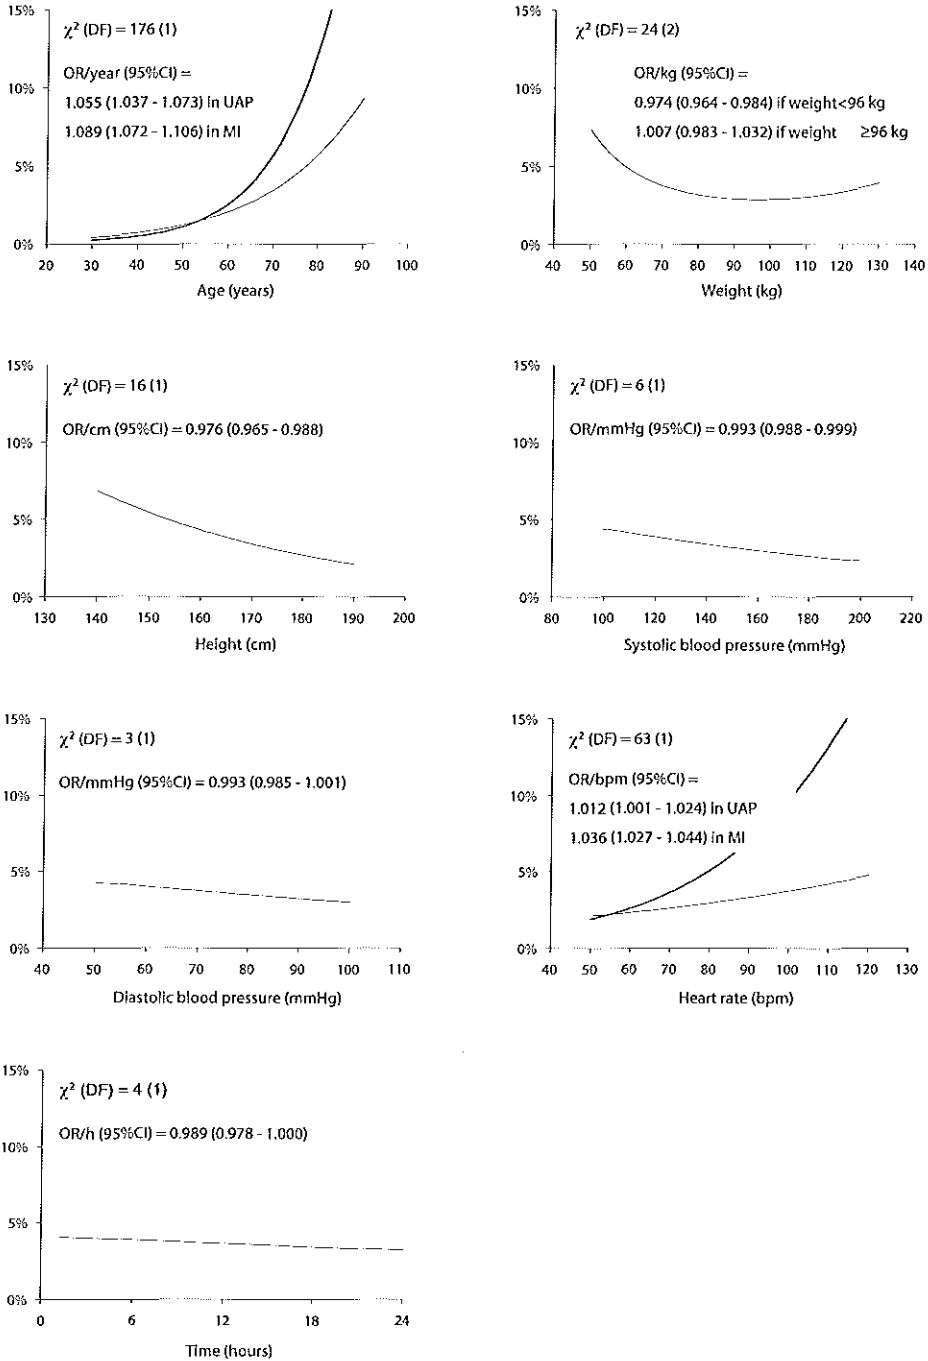 15%
10%
5%
0%
χ² (DF) = 176 (1)
OR/year (95%CI) =
1.055 (1.037 - 1.073) in UAP
1.089 (1.072 - 1.106) in MI
20 30 40 50 60 70 80 90 100
Age (years)
15%
10%
5%
0%
χ² (DF) = 24 (2)
OR/kg (95%CI) =
0.974 (0.964 - 0.984) if weight<96 kg
1.007 (0.983 - 1.032) if weight ≥96 kg
40 50 60 70 80 90 100 110 120 130 140
Weight (kg)
15%
10%
5%
0%
χ² (DF) = 16 (1)
OR/cm (95%CI) = 0.976 (0.965 - 0.988)
130 140 150 160 170 180 190 200
Height (cm)
15%
10%
5%
0%
χ² (DF) = 6 (1)
OR/mmHg (95%CI) = 0.993 (0.988 - 0.999)
80 100 120 140 160 180 200 220
Systolic blood pressure (mmHg)
15%
10%
5%
0%
χ² (DF) = 3 (1)
OR/mmHg (95%CI) = 0.993 (0.985 - 1.001)
40 50 60 70 80 90 100 110
Diastolic blood pressure (mmHg)
15%
10%
5%
0%
χ² (DF) = 63 (1)
OR/bpm (95%CI) =
1.012 (1.001 - 1.024) in UAP
1.036 (1.027 - 1.044) in MI
40 50 60 70 80 90 100 110 120 130
Heart rate (bpm)
15%
10%
5%
0%
χ² (DF) = 4 (1)
OR/h (95%CI) = 0.989 (0.978 - 1.000)
0 6 12 18 24
Time (hours)